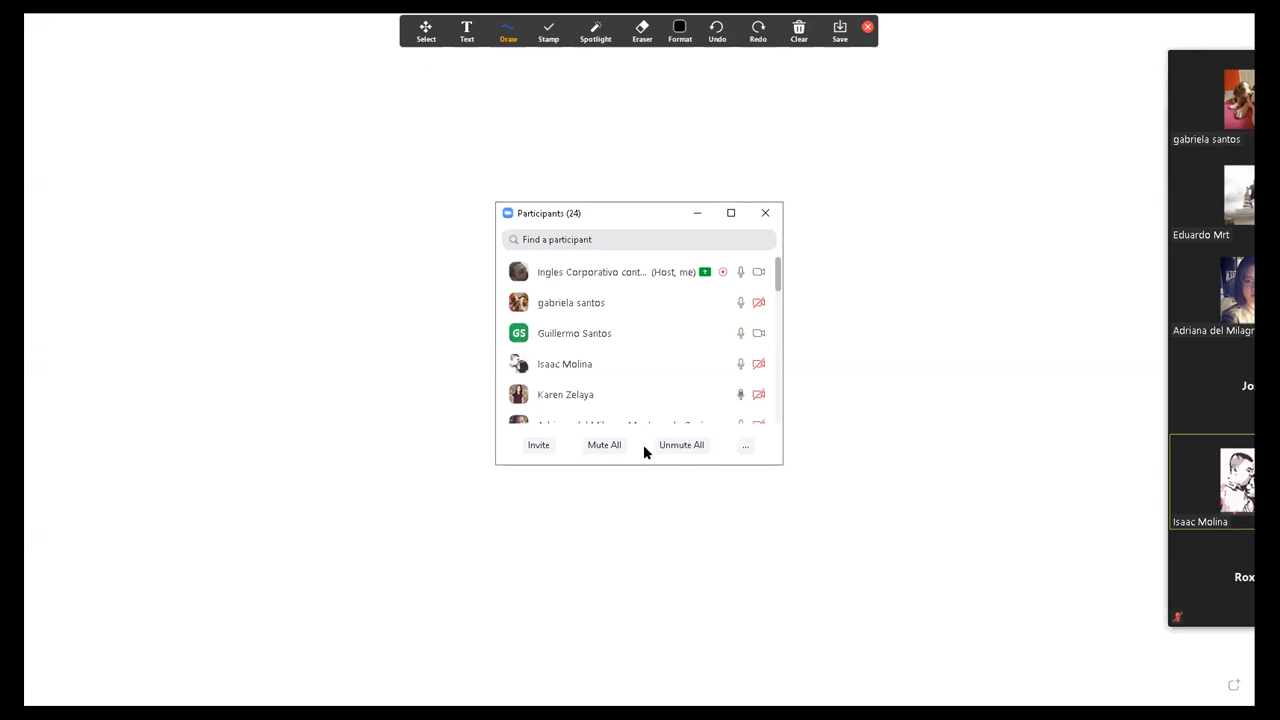 Select Text Draw Stamp Spotlight Eraser Format Undo Redo Clear Save
gabriela santos
Eduardo Mrt
Adriana del Milagr
Jo
Isaac Molina
Rox
Participants (24)
Find a participant
Ingles Corporativo cont... (Host, me)
gabriela santos
GS Guillermo Santos
Isaac Molina
Karen Zelaya
Invite Mute All Unmute All ...